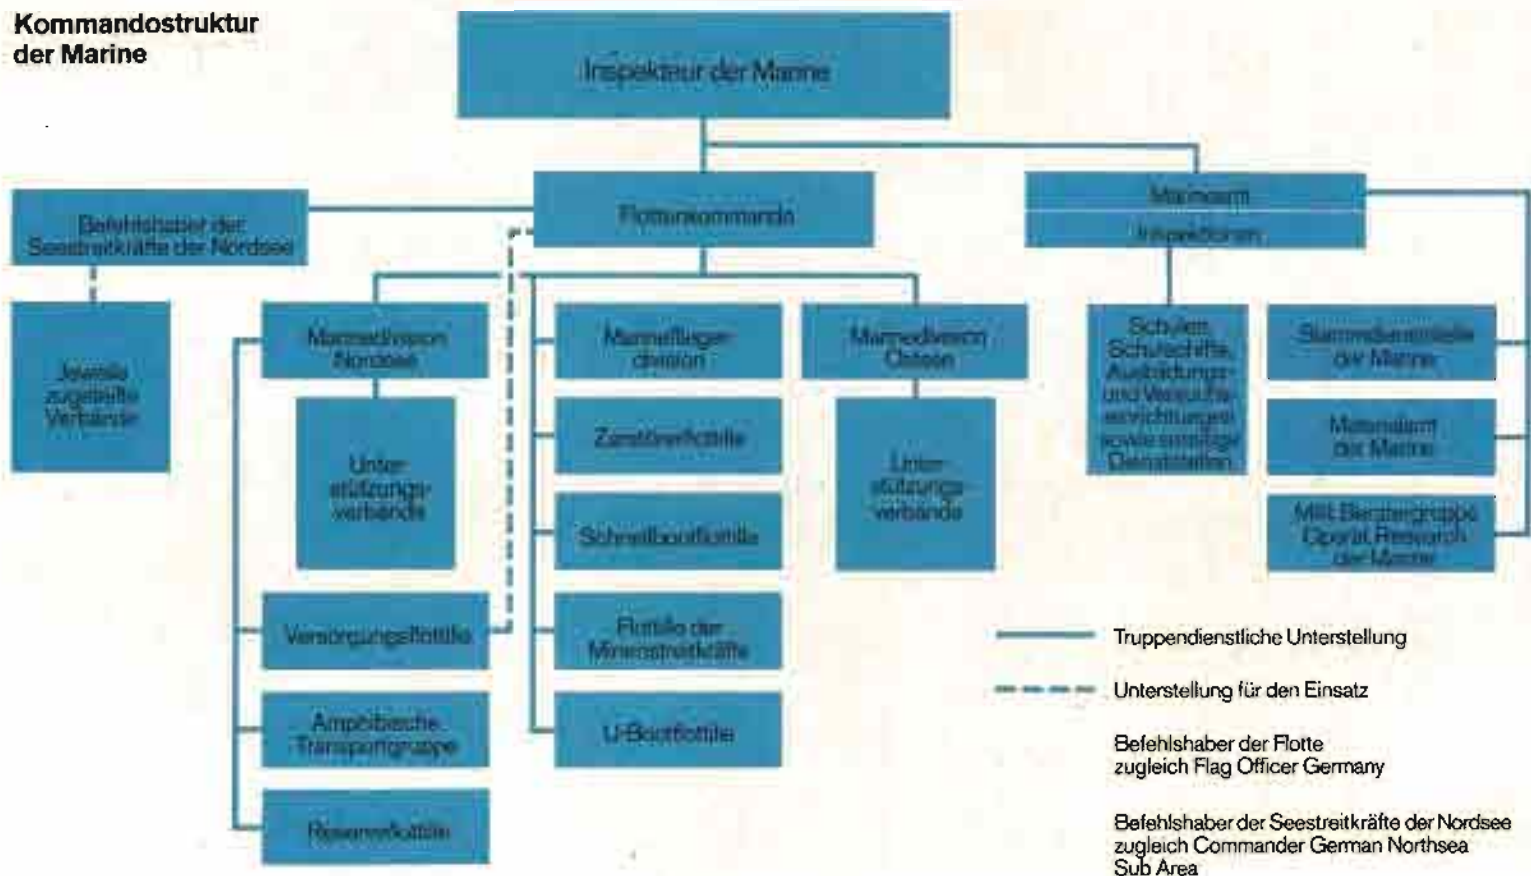 Kommandostruktur
der Marine
Inspekteur der Marine
Befehlshaber der
Seestreitkräfte der Nordsee
Flottenkommando
Marineamt
Inspektionen
Jeweils
zugeteilte
Verbände
Marinedivision
Nordsee
Marineflieger-
division
Marinedivision
Ostsee
Schulen,
Schulschiffe,
Ausbildungs-
und Versuchs-
einrichtungen
sowie sonstige
Dienststellen
Stammdienststelle
der Marine
Unter-
stützungs-
verbände
Zerstörerflottille
Unter-
stützungs-
verbände
Materialamt
der Marine
Schnellbootflottille
Milit. Beratergruppe
Operat. Research
der Marine
Versorgungsflottille
Flottille der
Minenstreitkräfte
Amphibische
Transportgruppe
U-Bootflottille
Reserveflottille
Truppendienstliche Unterstellung
Unterstellung für den Einsatz
Befehlshaber der Flotte
zugleich Flag Officer Germany
Befehlshaber der Seestreitkräfte der Nordsee
zugleich Commander German Northsea
Sub Area